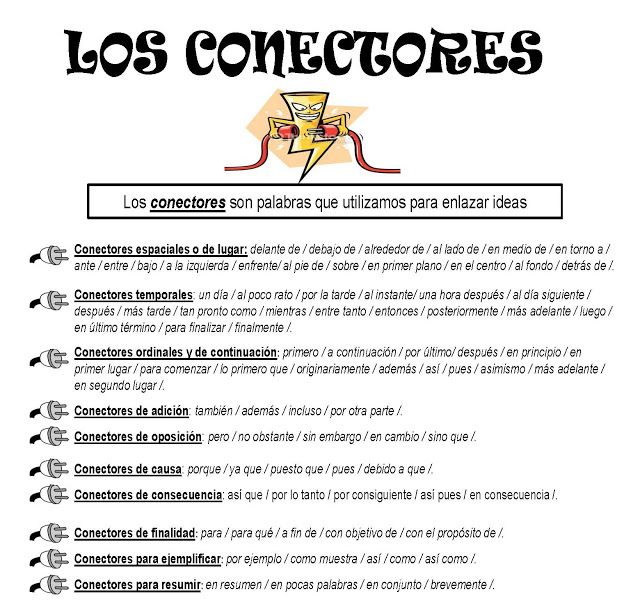 LOS CONECTORES
Los conectores son palabras que utilizamos para enlazar ideas
Conectores espaciales o de lugar: delante de / debajo de / alrededor de / al lado de / en medio de / en torno a /
ante / entre / bajo / a la izquierda / enfrente/ al pie de / sobre / en primer plano / en el centro / al fondo / detrás de /.
Conectores temporales: un día / al poco rato / por la tarde / al instante/ una hora después / al día siguiente /
después / más tarde / tan pronto como / mientras / entre tanto / entonces / posteriormente / más adelante / luego /
en último término / para finalizar / finalmente /.
Conectores ordinales y de continuación: primero / a continuación / por último/ después / en principio / en
primer lugar / para comenzar / lo primero que / originariamente / además / así / pues / asimismo / más adelante /
en segundo lugar /.
Conectores de adición: también / además / incluso / por otra parte /.
Conectores de oposición: pero / no obstante / sin embargo / en cambio / sino que /.
Conectores de causa: porque / ya que / puesto que / pues / debido a que /.
Conectores de consecuencia: así que / por lo tanto / por consiguiente / así pues / en consecuencia /.
Conectores de finalidad: para / para qué / a fin de / con objetivo de / con el propósito de /.
Conectores para ejemplificar: por ejemplo / como muestra / así / como / así como /.
Conectores para resumir: en resumen / en pocas palabras / en conjunto / brevemente /.